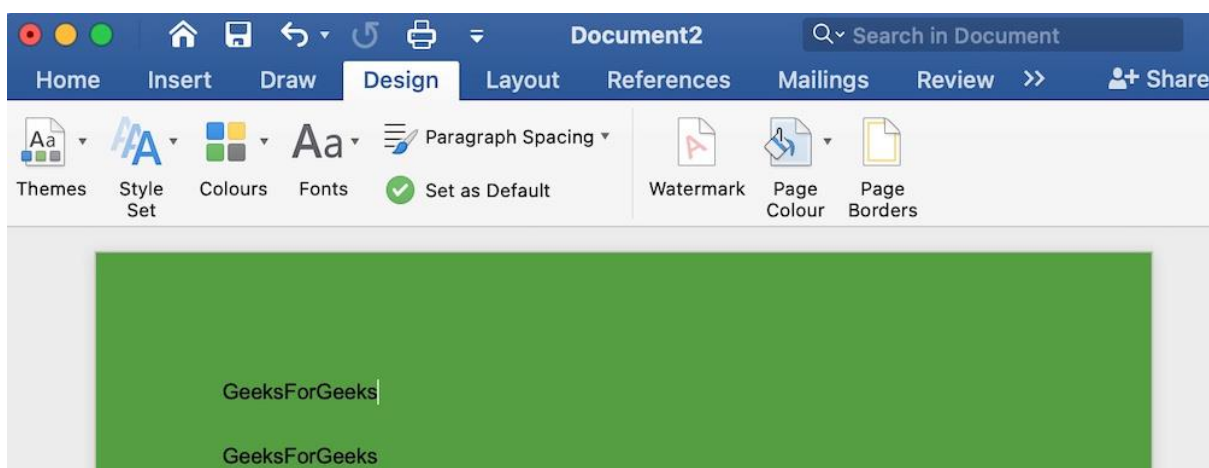 Document2 Search in Document
Home Insert Draw Design Layout References Mailings Review >> Share
Aa Aa Paragraph Spacing
Themes Style Set Colours Fonts Set as Default Watermark Page Colour Page Borders
GeeksForGeeks
GeeksForGeeks